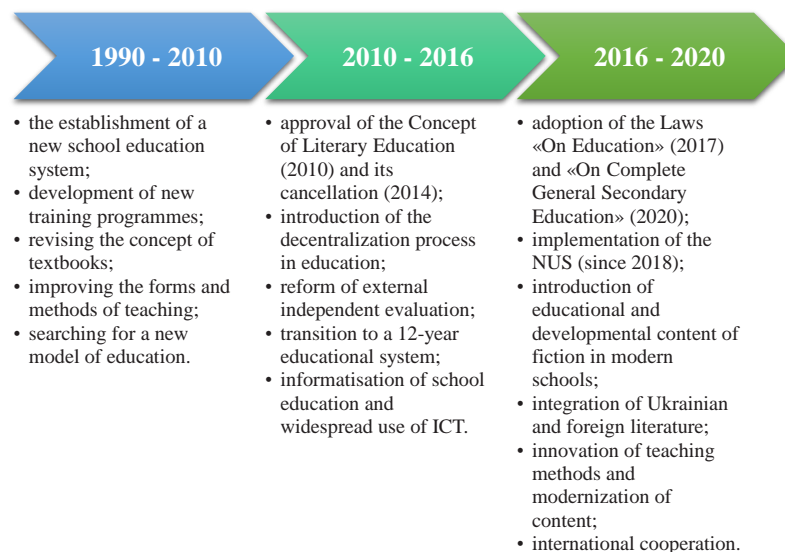 1990 - 2010
• the establishment of a
new school education
system;
• development of new
training programmes;
• revising the concept of
textbooks;
• improving the forms and
methods of teaching;
• searching for a new
model of education.
2010 - 2016
• approval of the Concept
of Literary Education
(2010) and its
cancellation (2014);
• introduction of the
decentralization process
in education;
• reform of external
independent evaluation;
• transition to a 12-year
educational system;
• informatisation of school
education and
widespread use of ICT.
2016 - 2020
• adoption of the Laws
«On Education» (2017)
and «On Complete
General Secondary
Education» (2020);
• implementation of the
NUS (since 2018);
• introduction of
educational and
developmental content of
fiction in modern
schools;
• integration of Ukrainian
and foreign literature;
• innovation of teaching
methods and
modernization of
content;
• international cooperation.